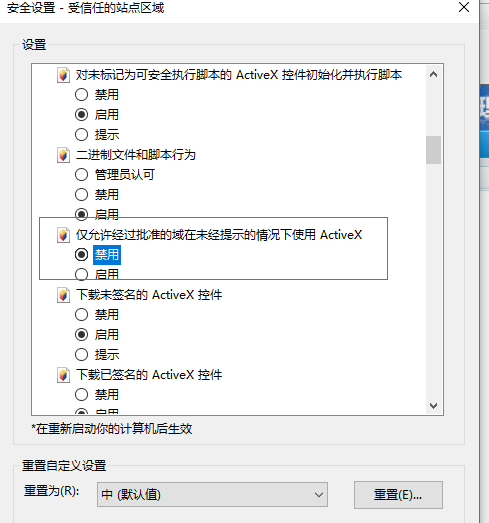 安全设置 - 受信任的站点区域
设置
对未标记为可安全执行脚本的 ActiveX 控件初始化并执行脚本
禁用
启用
提示
二进制文件和脚本行为
管理员认可
禁用
启用
仅允许经过批准的域在未经提示的情况下使用 ActiveX
禁用
启用
下载未签名的 ActiveX 控件
禁用
启用
提示
下载已签名的 ActiveX 控件
禁用
启用
*在重新启动你的计算机后生效
重置自定义设置
重置为(R): 中 (默认值) 重置(E)...